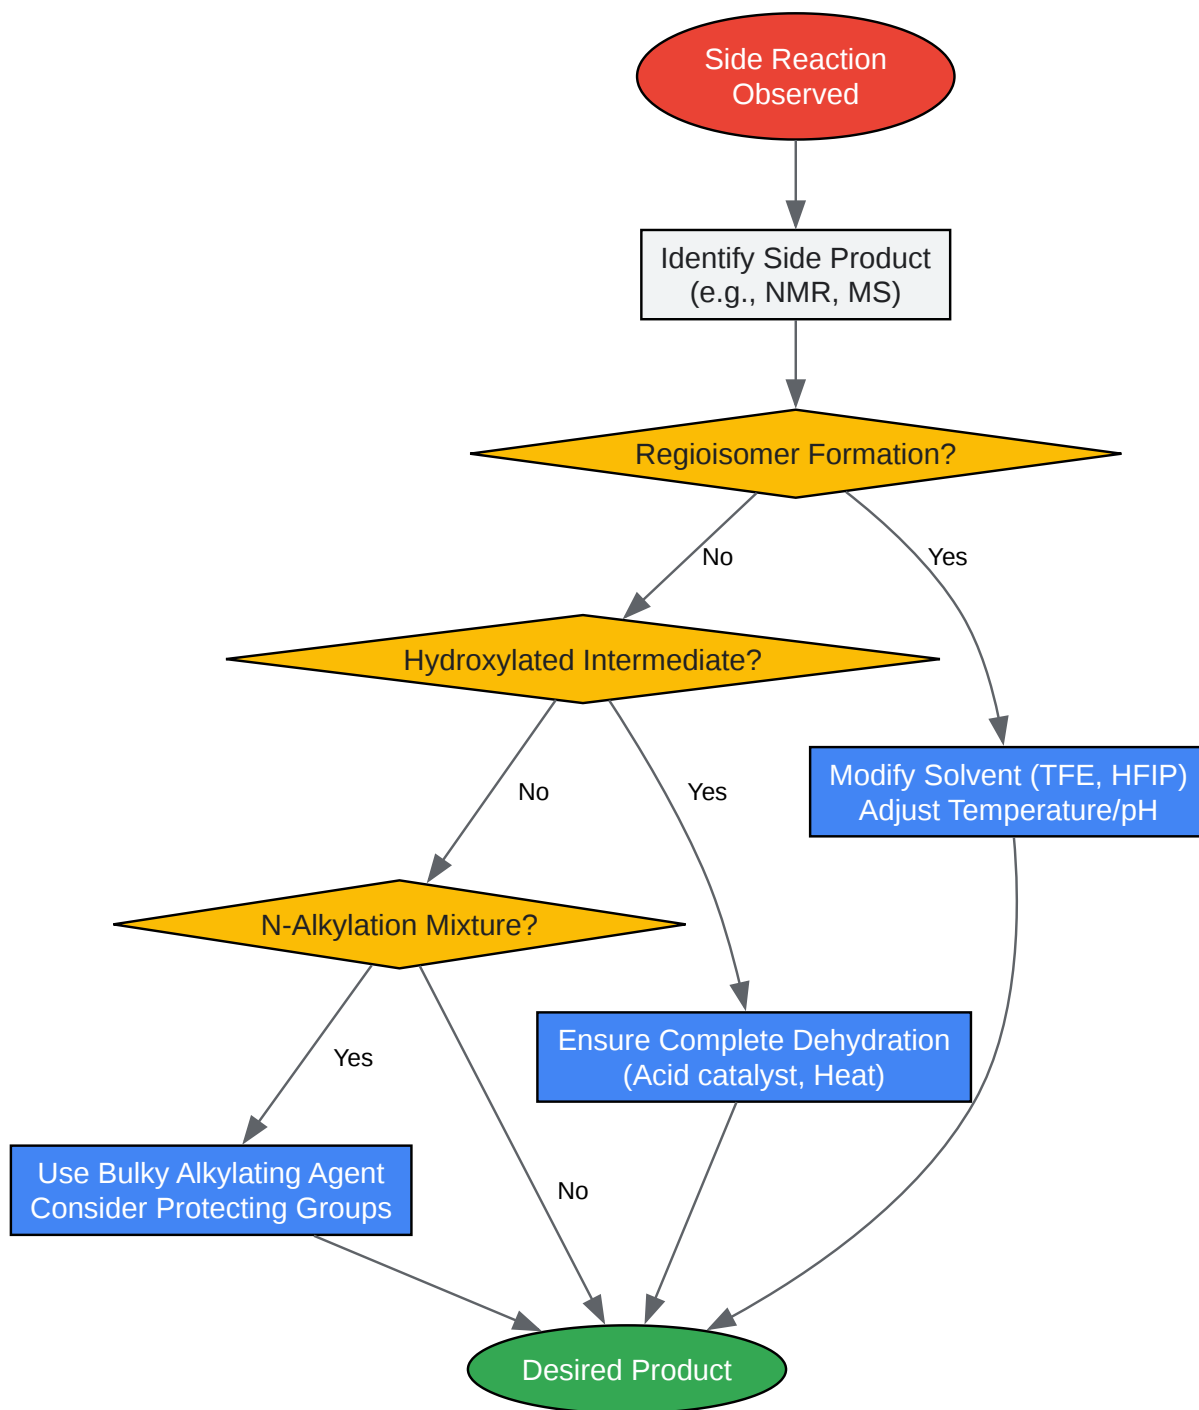 Side Reaction
Observed
Identify Side Product
(e.g., NMR, MS)
Regioisomer Formation?
No
Yes
Hydroxylated Intermediate?
Modify Solvent (TFE, HFIP)
Adjust Temperature/pH
No
Yes
N-Alkylation Mixture?
Ensure Complete Dehydration
(Acid catalyst, Heat)
Yes
Use Bulky Alkylating Agent
Consider Protecting Groups
No
Desired Product